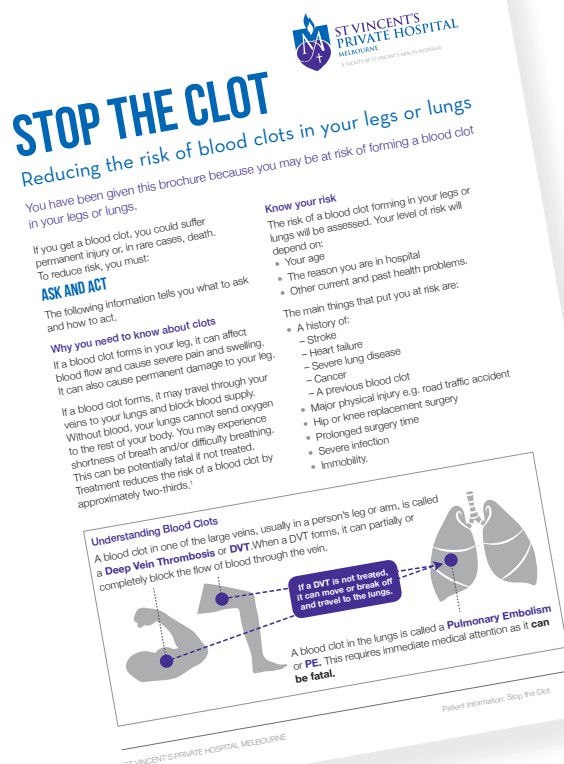 ST VINCENT'S
PRIVATE HOSPITAL
MELBOURNE
A FACILITY OF ST VINCENT'S HEALTH AUSTRALIA
STOP THE CLOT
Reducing the risk of blood clots in your legs or lungs
You have been given this brochure because you may be at risk of forming a blood clot
in your legs or lungs.
If you get a blood clot, you could suffer
permanent injury or, in rare cases, death.
To reduce risk, you must:
ASK AND ACT
The following information tells you what to ask
and how to act.
Why you need to know about clots
If a blood clot forms in your leg, it can affect
blood flow and cause severe pain and swelling.
It can also cause permanent damage to your leg.
If a blood clot forms, it may travel through your
veins to your lungs and block blood supply.
Without blood, your lungs cannot send oxygen
to the rest of your body. You may experience
shortness of breath and/or difficulty breathing.
This can be potentially fatal if not treated.
Treatment reduces the risk of a blood clot by
approximately two-thirds.¹
Know your risk
The risk of a blood clot forming in your legs or
lungs will be assessed. Your level of risk will
depend on:
• Your age
• The reason you are in hospital
• Other current and past health problems.
The main things that put you at risk are:
• A history of:
– Stroke
– Heart failure
– Severe lung disease
– Cancer
– A previous blood clot
• Major physical injury e.g. road traffic accident
• Hip or knee replacement surgery
• Prolonged surgery time
• Severe infection
• Immobility.
Understanding Blood Clots
A blood clot in one of the large veins, usually in a person's leg or arm, is called
a Deep Vein Thrombosis or DVT.When a DVT forms, it can partially or
completely block the flow of blood through the vein.
If a DVT is not treated,
it can move or break off
and travel to the lungs.
A blood clot in the lungs is called a Pulmonary Embolism
or PE. This requires immediate medical attention as it can
be fatal.
ST VINCENT'S PRIVATE HOSPITAL MELBOURNE
Patient Information: Stop the Clot